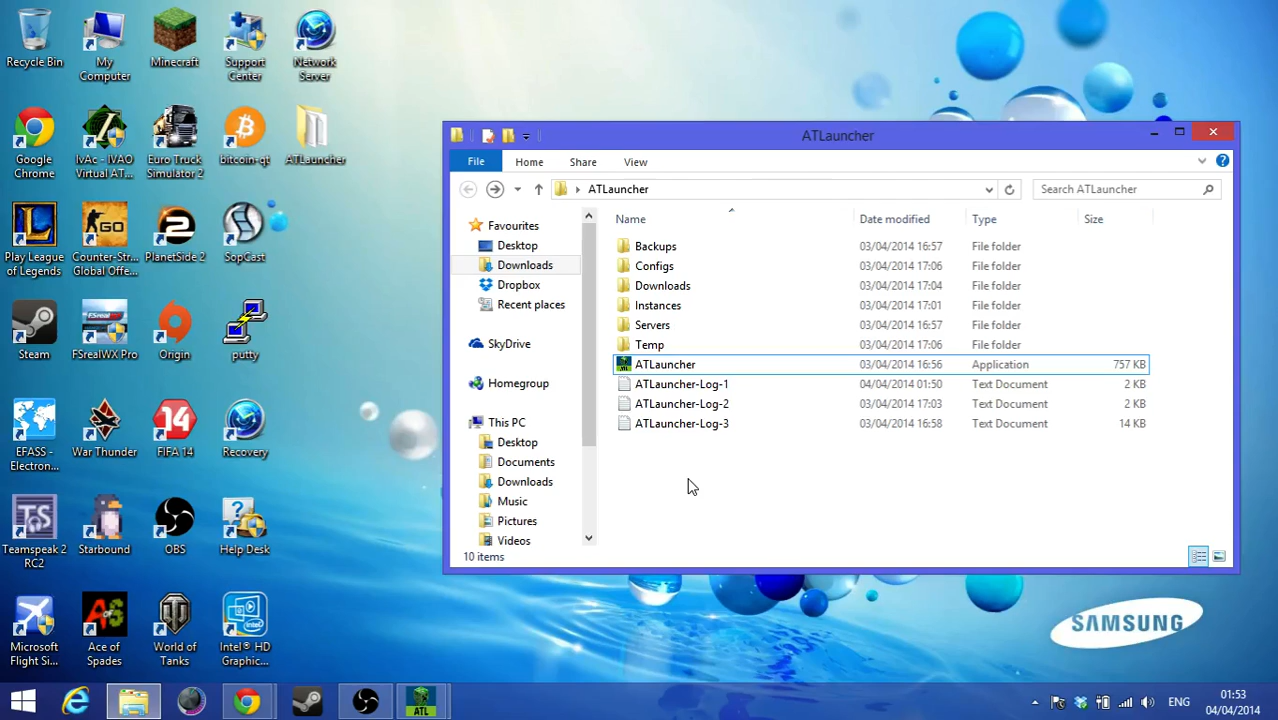 Recycle Bin
My Computer
Minecraft
Support Center
Network Server
Google Chrome
IvAc - IVAO Virtual AT...
Euro Truck Simulator 2
bitcoin-qt
ATLauncher
Play League of Legends
Counter-Str... Global Offe...
PlanetSide 2
SopCast
Steam
FSrealWX Pro
Origin
putty
EFASS - Electron...
War Thunder
FIFA 14
Recovery
Teamspeak 2 RC2
Starbound
OBS
Help Desk
Microsoft Flight Si...
Ace of Spades
World of Tanks
Intel® HD Graphic...
ATLauncher
File Home Share View
ATLauncher
Search ATLauncher
Name Date modified Type Size
Favourites
Desktop
Downloads
Dropbox
Recent places
SkyDrive
Homegroup
This PC
Desktop
Documents
Downloads
Music
Pictures
Videos
Backups 03/04/2014 16:57 File folder
Configs 03/04/2014 17:06 File folder
Downloads 03/04/2014 17:04 File folder
Instances 03/04/2014 17:01 File folder
Servers 03/04/2014 16:57 File folder
Temp 03/04/2014 17:06 File folder
ATLauncher 03/04/2014 16:56 Application 757 KB
ATLauncher-Log-1 04/04/2014 01:50 Text Document 2 KB
ATLauncher-Log-2 03/04/2014 17:03 Text Document 2 KB
ATLauncher-Log-3 03/04/2014 16:58 Text Document 14 KB
10 items
SAMSUNG
ATL
ENG
01:53
04/04/2014